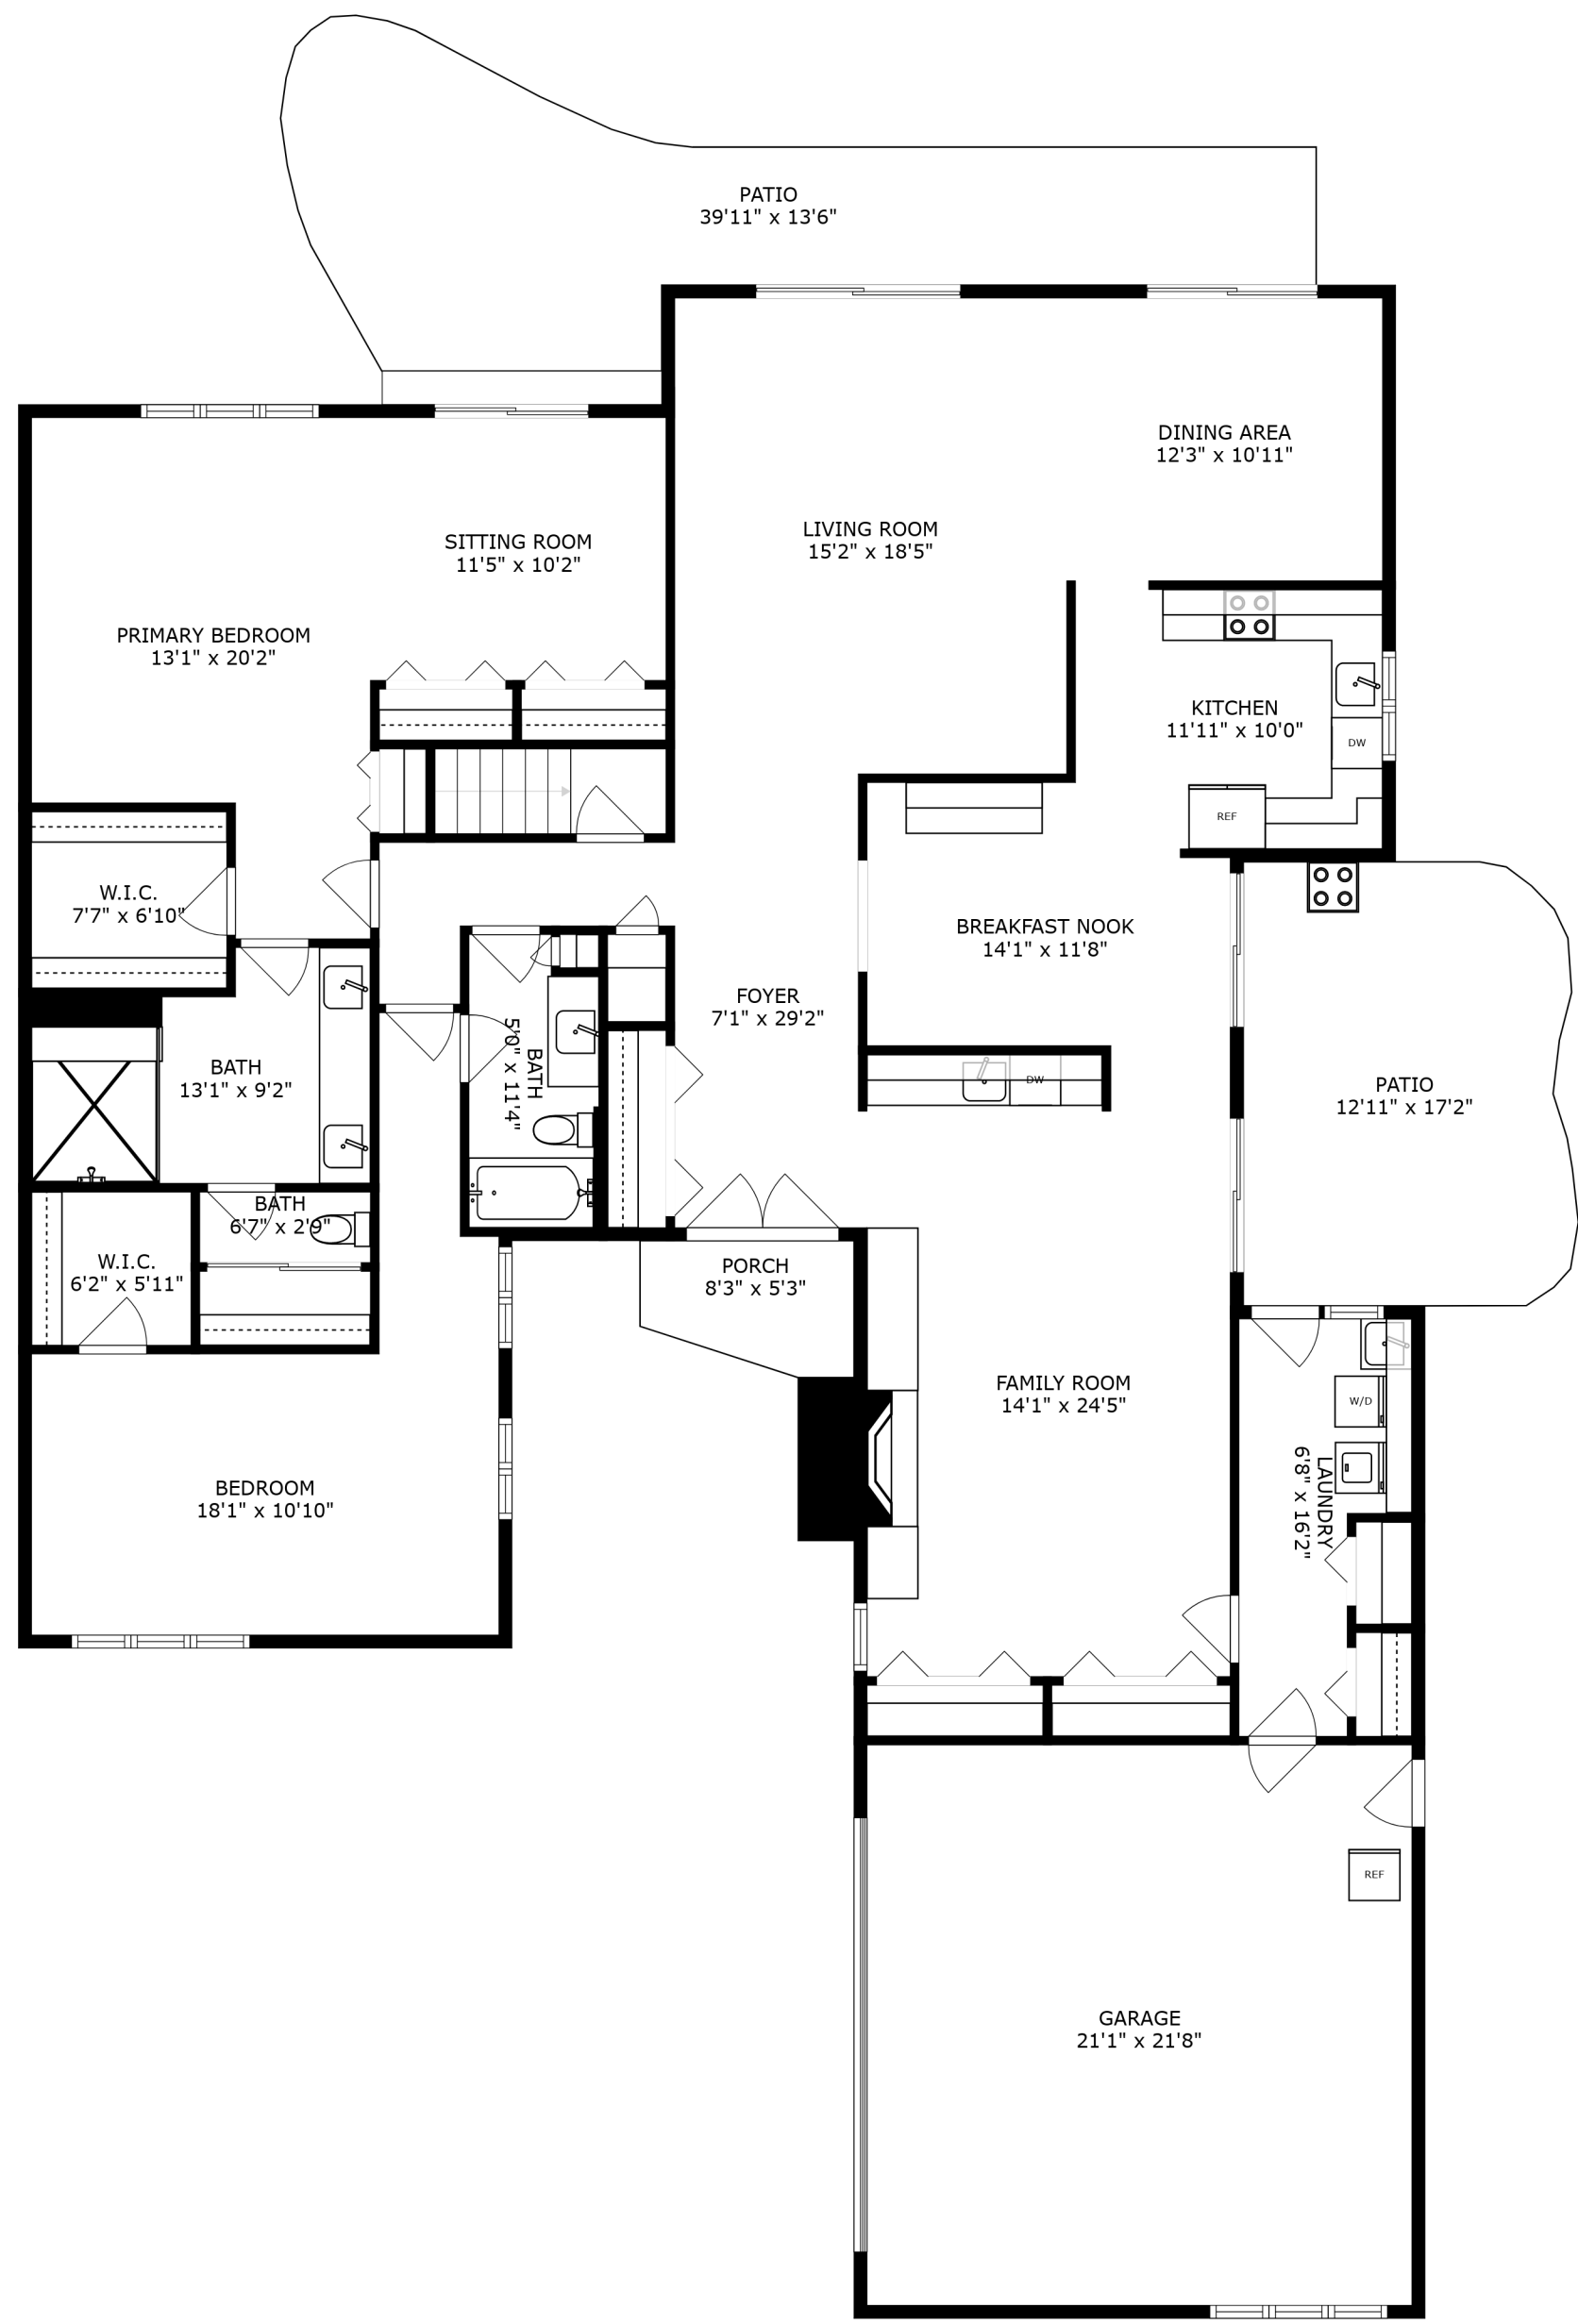 PATIO
39'11" x 13'6"
DINING AREA
12'3" x 10'11"
LIVING ROOM
15'2" x 18'5"
SITTING ROOM
11'5" x 10'2"
PRIMARY BEDROOM
13'1" x 20'2"
KITCHEN
11'11" x 10'0"
DW
REF
W.I.C.
7'7" x 6'10"
BREAKFAST NOOK
14'1" x 11'8"
FOYER
7'1" x 29'2"
BATH
5'0" x 11'4"
BATH
13'1" x 9'2"
DW
PATIO
12'11" x 17'2"
BATH
6'7" x 2'9"
W.I.C.
6'2" x 5'11"
PORCH
8'3" x 5'3"
FAMILY ROOM
14'1" x 24'5"
W/D
LAUNDRY
6'8" x 16'2"
BEDROOM
18'1" x 10'10"
REF
GARAGE
21'1" x 21'8"